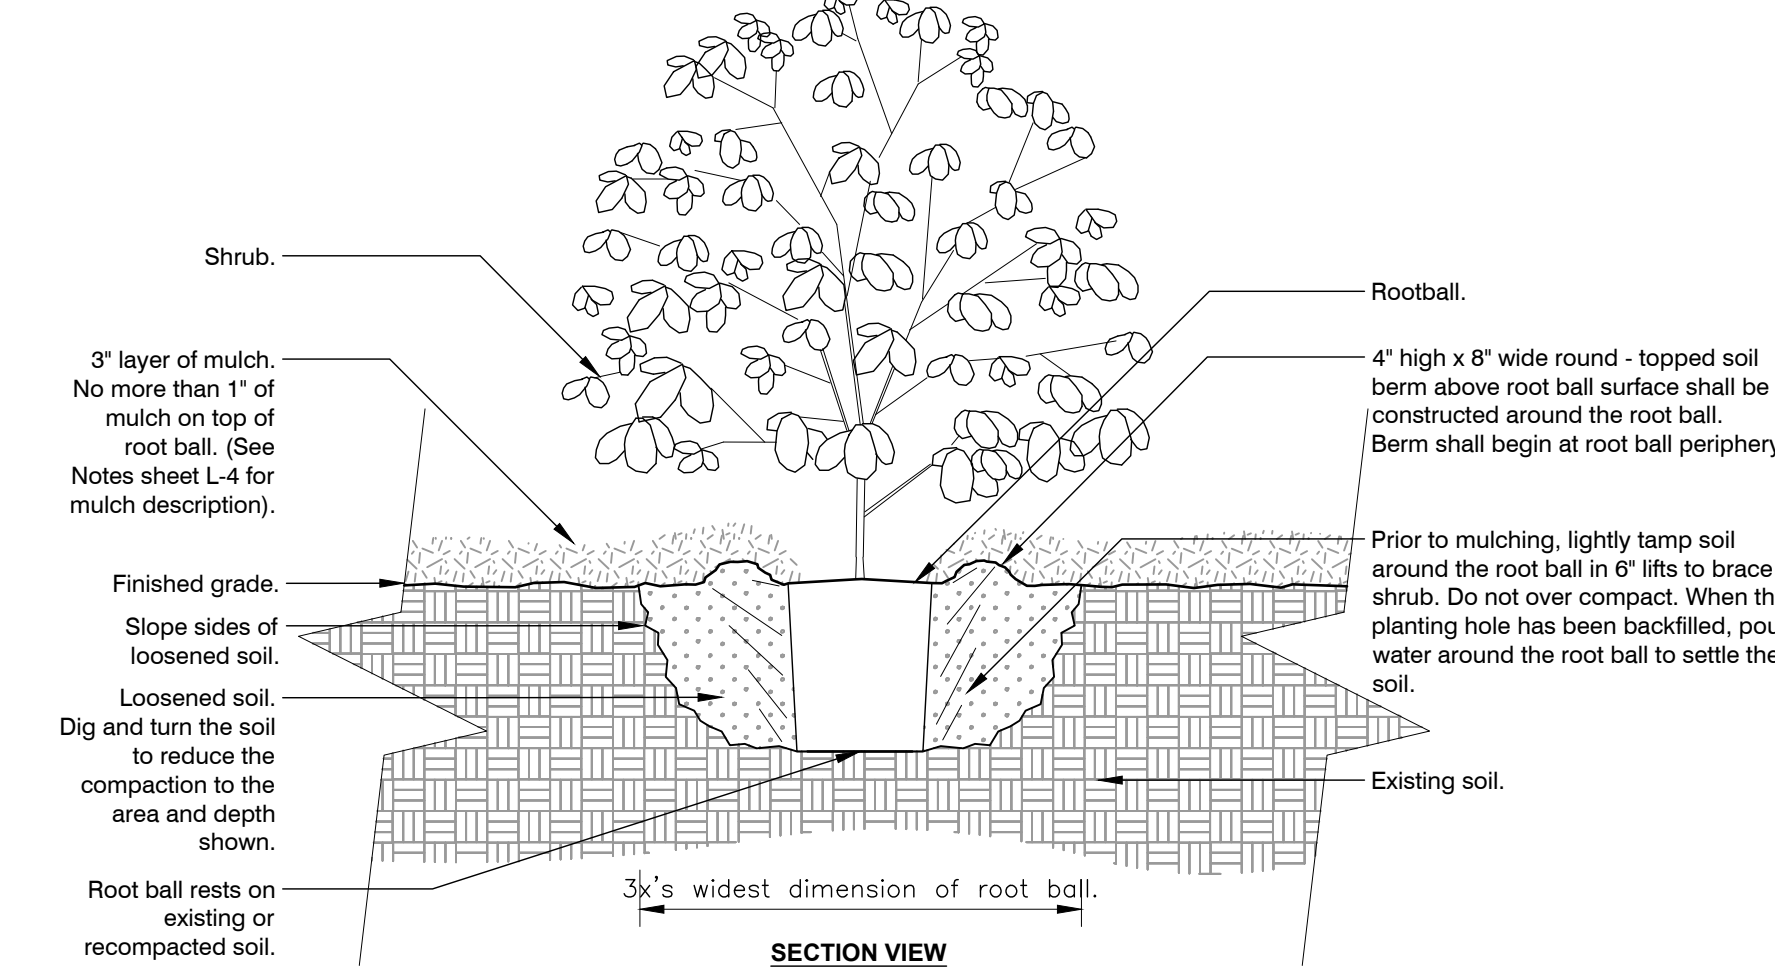 Shrub.
3" layer of mulch.
No more than 1" of
mulch on top of
root ball. (See
Notes sheet L-4 for
mulch description).
Finished grade.
Slope sides of
loosened soil.
Loosened soil.
Dig and turn the soil
to reduce the
compaction to the
area and depth
shown.
Root ball rests on
existing or
recompacted soil.
Rootball.
4" high x 8" wide round - topped soil
berm above root ball surface shall be
constructed around the root ball.
Berm shall begin at root ball periphery
Prior to mulching, lightly tamp soil
around the root ball in 6" lifts to brace
shrub. Do not over compact. When th
planting hole has been backfilled, pou
water around the root ball to settle the
soil.
Existing soil.
3x's widest dimension of root ball.
SECTION VIEW